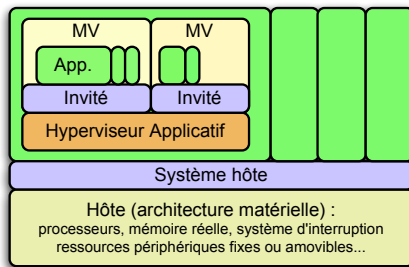 MV MV
App.
Invité Invité
Hyperviseur Applicatif
Système hôte
Hôte (architecture matérielle) :
processeurs, mémoire réelle, système d'interruption
ressources périphériques fixes ou amovibles...